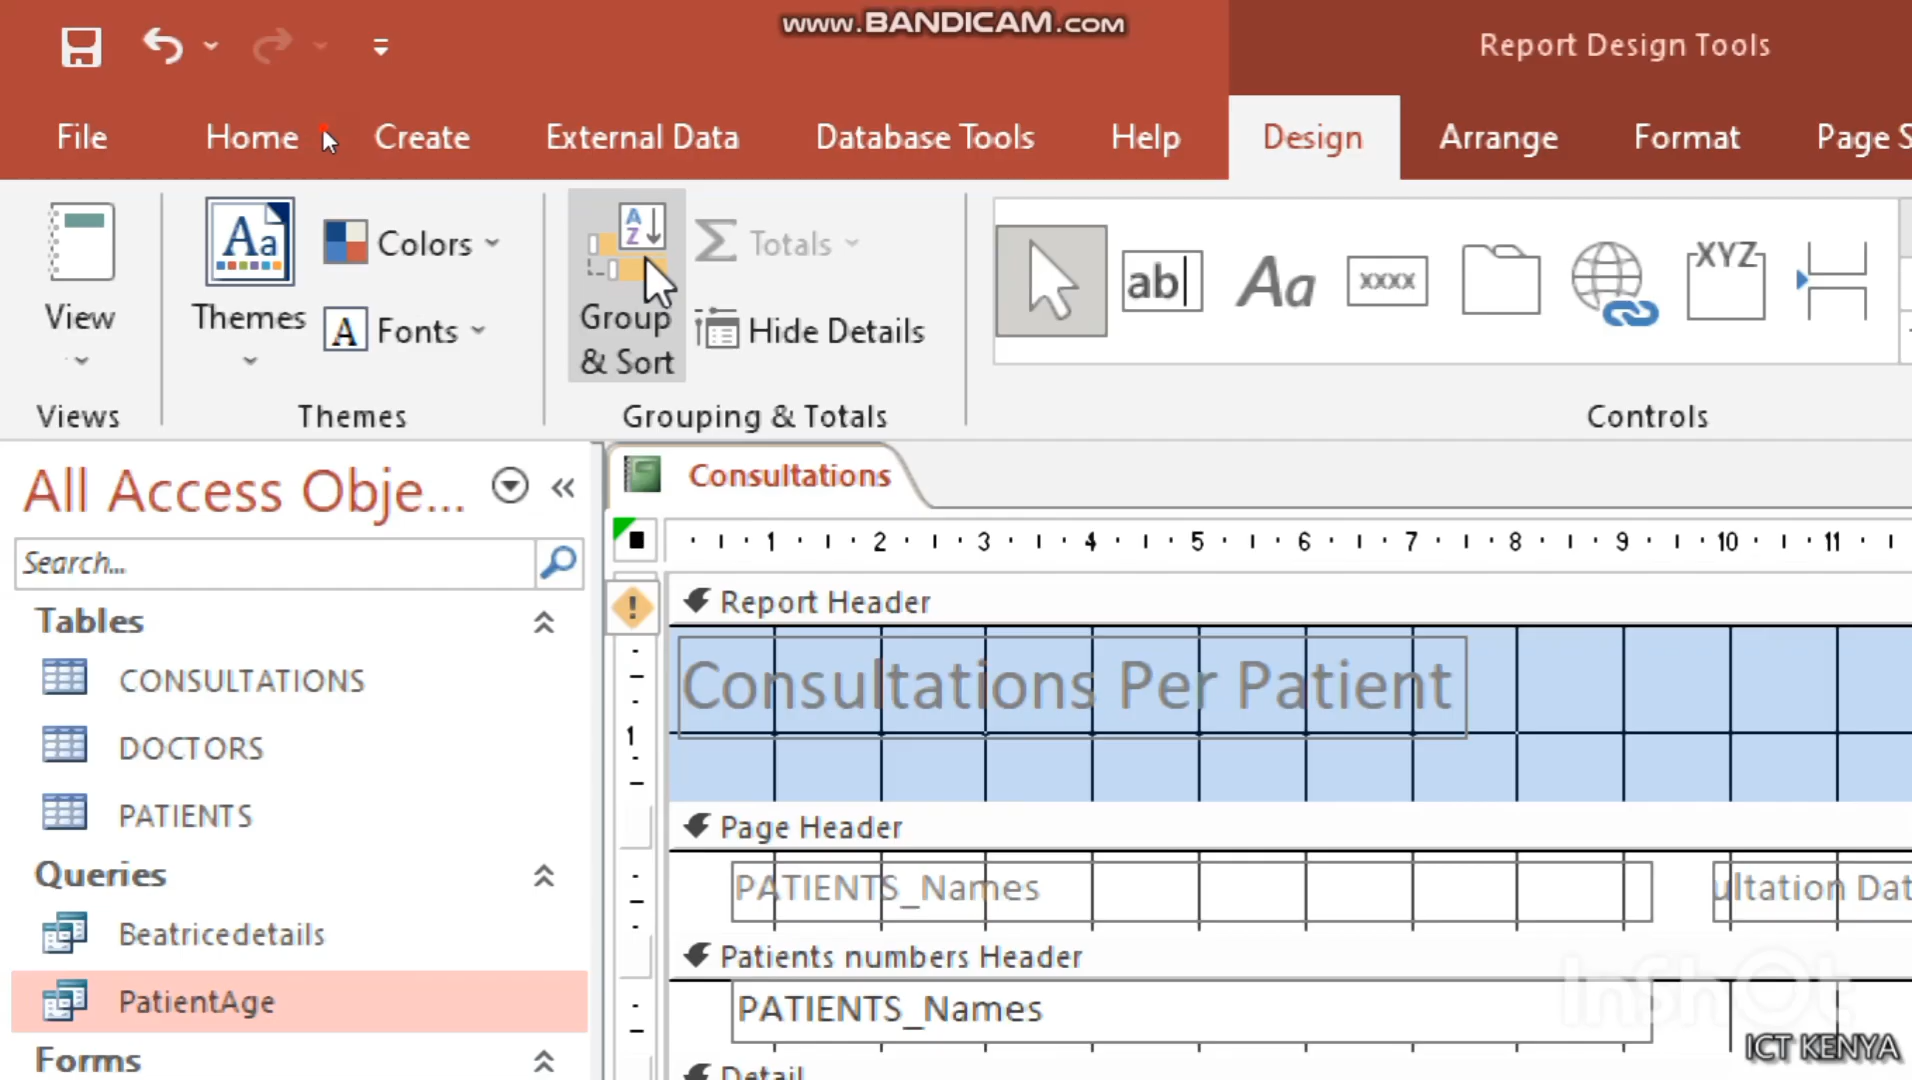 www.BANDICAM.com
Report Design Tools
File
Home
Create
External Data
Database Tools
Help
Design
Arrange
Format
Page S
View
Themes
Colors
Fonts
Group
& Sort
Totals
Hide Details
ab
Aa
xxxx
XYZ
Views
Themes
Grouping & Totals
Controls
All Access Obje...
Search...
Tables
CONSULTATIONS
DOCTORS
PATIENTS
Queries
Beatricedetails
PatientAge
Forms
Consultations
1 2 3 4 5 6 7 8 9 10 11
Report Header
1
Consultations Per Patient
Page Header
PATIENTS_Names
ultation Dat
Patients numbers Header
PATIENTS_Names
Detail
InShOt
ICT KENYA